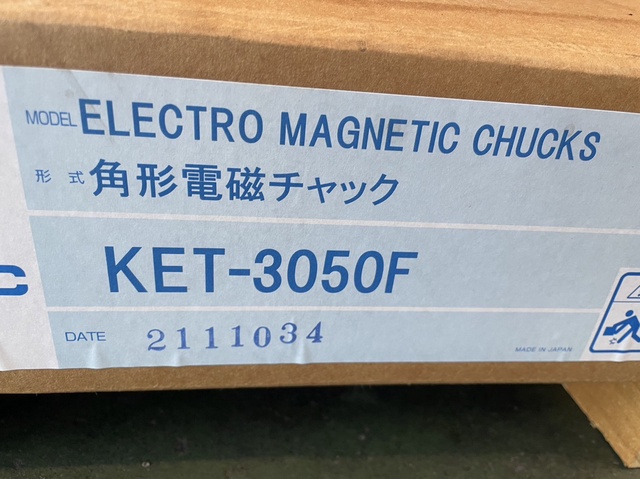 MODEL ELECTRO MAGNETIC CHUCKS
形式 角形電磁チャック
C KET-3050F
DATE 2111034
MADE IN JAPAN